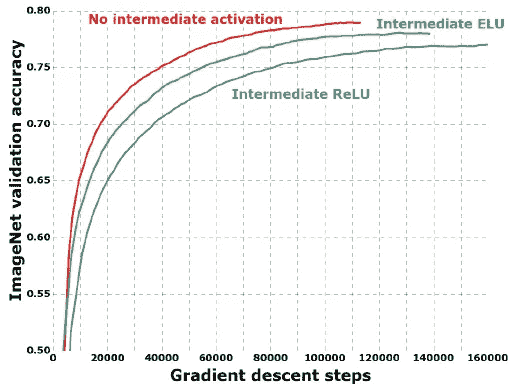 0.80
No intermediate activation
Intermediate ELU
0.75
Intermediate ReLU
0.70
0.65
0.60
0.55
0.50
ImageNet validation accuracy
0 20000 40000 60000 80000 100000 120000 140000 160000
Gradient descent steps